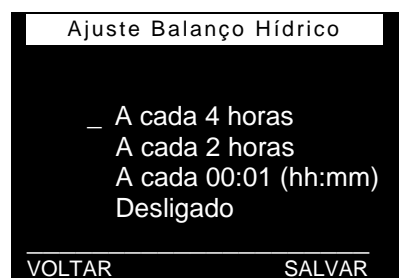 Ajuste Balanço Hídrico
_ A cada 4 horas
A cada 2 horas
A cada 00:01 (hh:mm)
Desligado
VOLTAR SALVAR